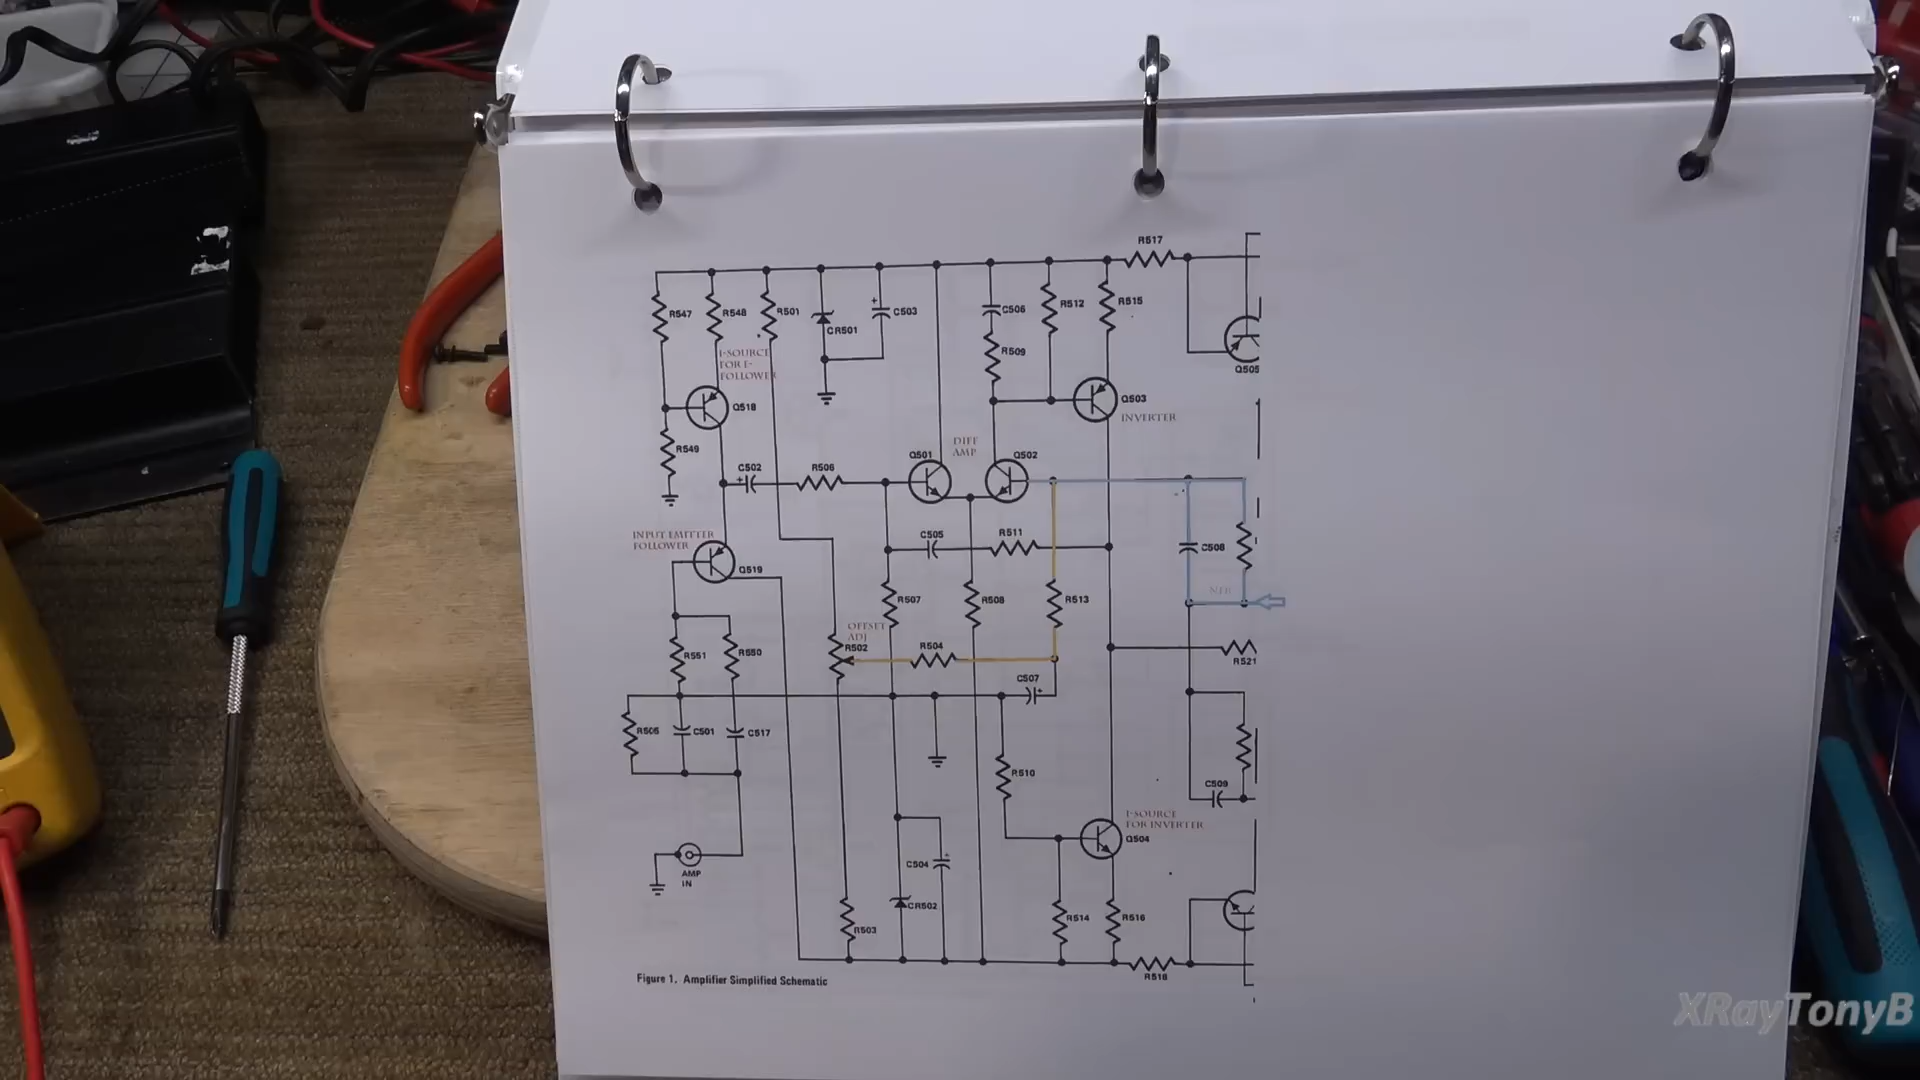 R517
R547
R548
R501
C503
CR501
C506
R512
R515
R509
Q505
I-SOURCE
FOR E-
FOLLOWER
Q518
Q503
INVERTER
R549
DIFF
AMP
Q501
Q502
C502
R506
INPUT EMITTER
FOLLOWER
Q519
C505
R511
C508
NFB
R507
R508
R513
OFFSET
ADJ
R502
R504
R551
R550
R521
C507
R505
C501
C517
R510
C509
I-SOURCE
FOR INVERTER
Q504
AMP
IN
C504
CR502
R503
R514
R516
R518
Figure 1. Amplifier Simplified Schematic
XRayTonyB